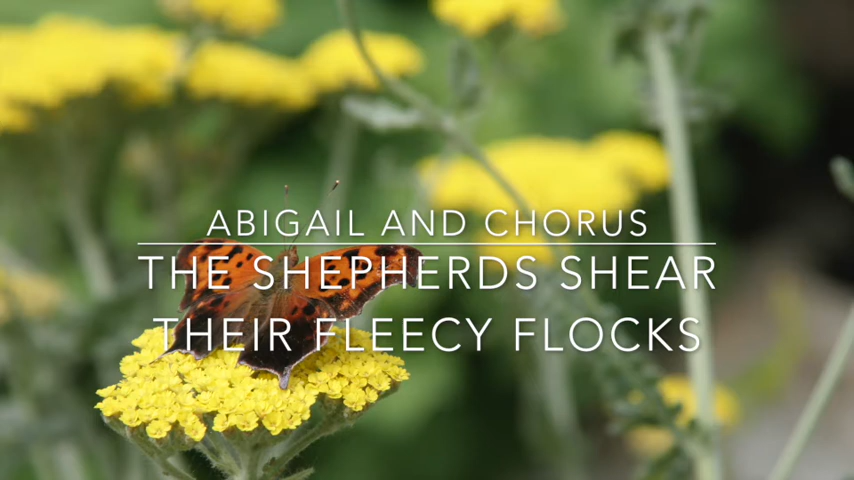 ABIGAIL AND CHORUS
THE SHEPHERDS SHEAR
THEIR FLEECY FLOCKS